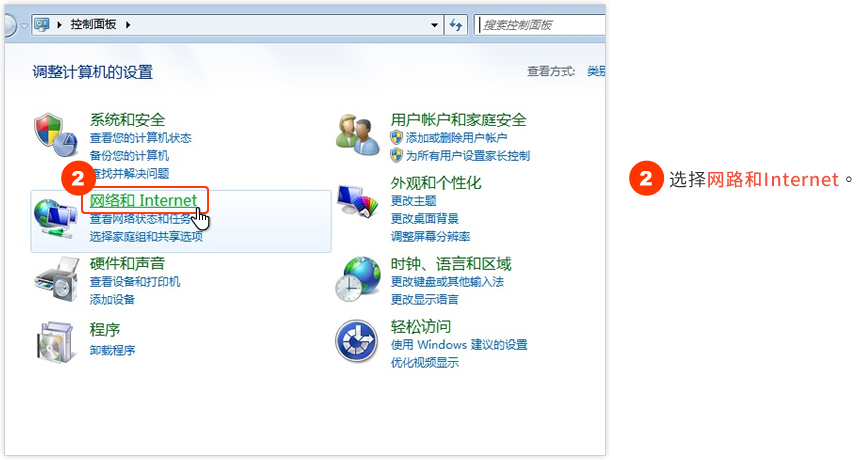 控制面板
搜索控制面板
调整计算机的设置
查看方式: 类别
系统和安全
查看您的计算机状态
备份您的计算机
查找并解决问题
2
网络和 Internet
查看网络状态和任务
选择家庭组和共享选项
硬件和声音
查看设备和打印机
添加设备
程序
卸载程序
用户帐户和家庭安全
添加或删除用户帐户
为所有用户设置家长控制
外观和个性化
更改主题
更改桌面背景
调整屏幕分辨率
时钟、语言和区域
更改键盘或其他输入法
更改显示语言
轻松访问
使用 Windows 建议的设置
优化视频显示
2 选择网路和Internet。